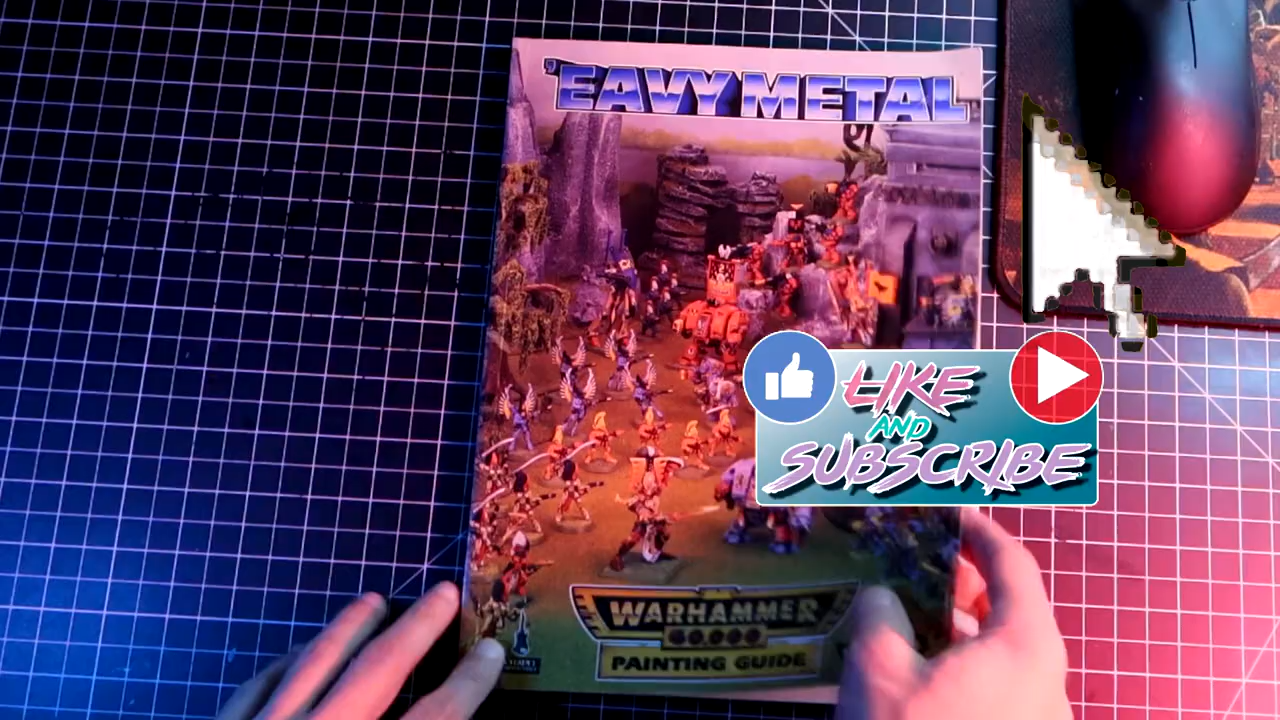 'EAVY METAL
LIKE
AND
SUBSCRIBE
WARHAMMER
40,000
PAINTING GUIDE